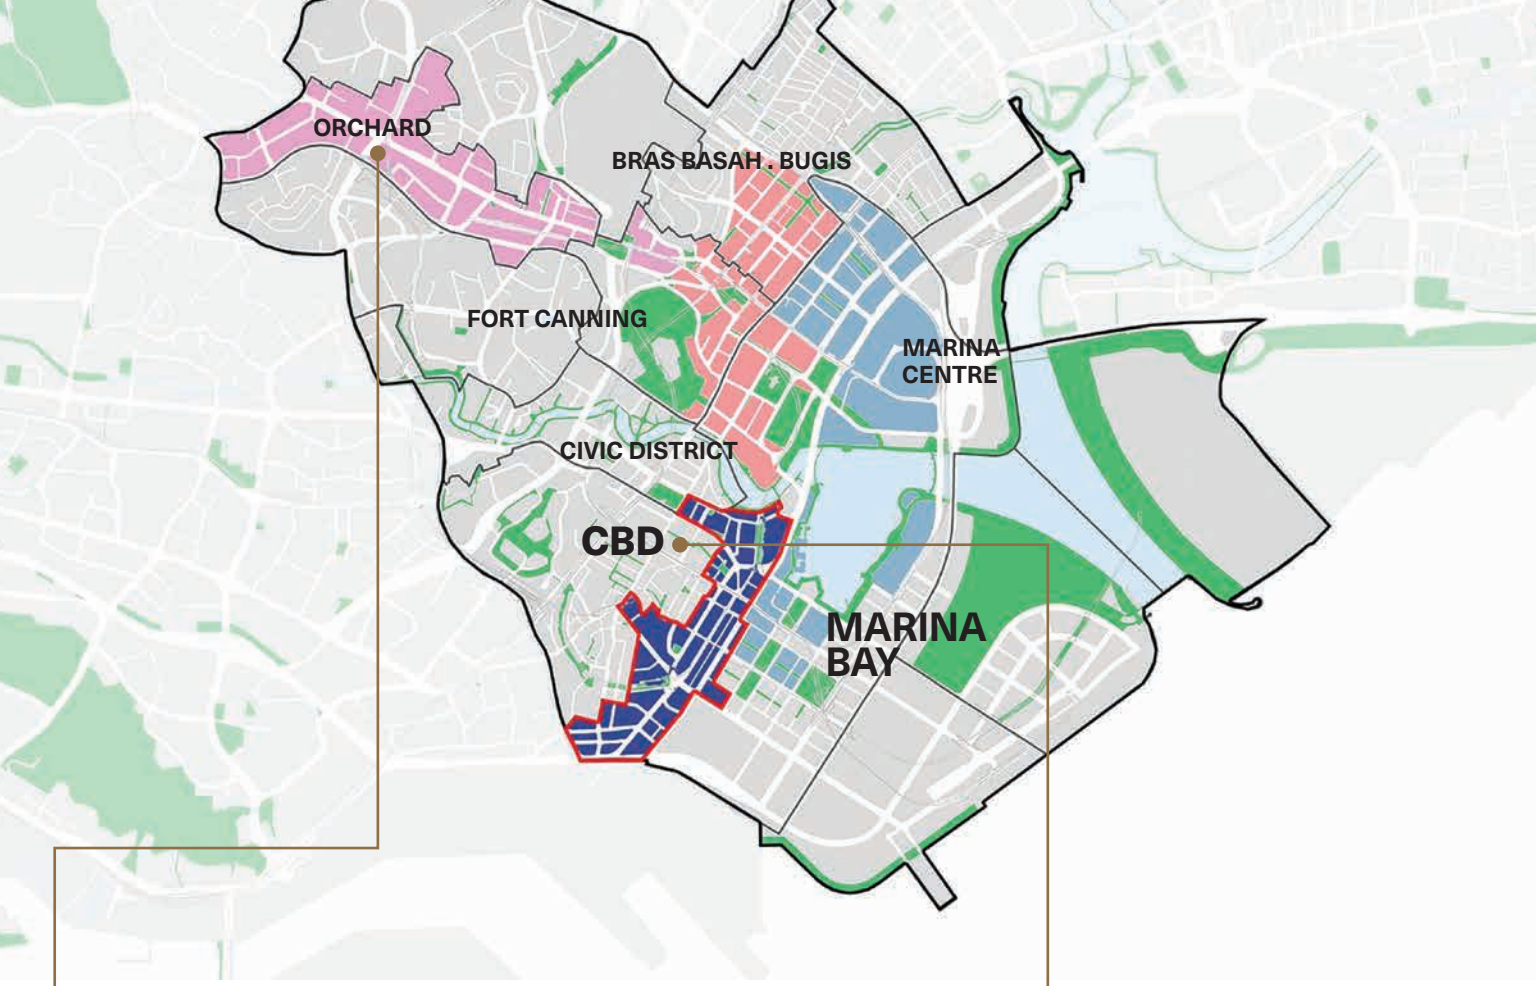 ORCHARD
BRAS BASAH . BUGIS
FORT CANNING
MARINA
CENTRE
CIVIC DISTRICT
CBD
MARINA
BAY